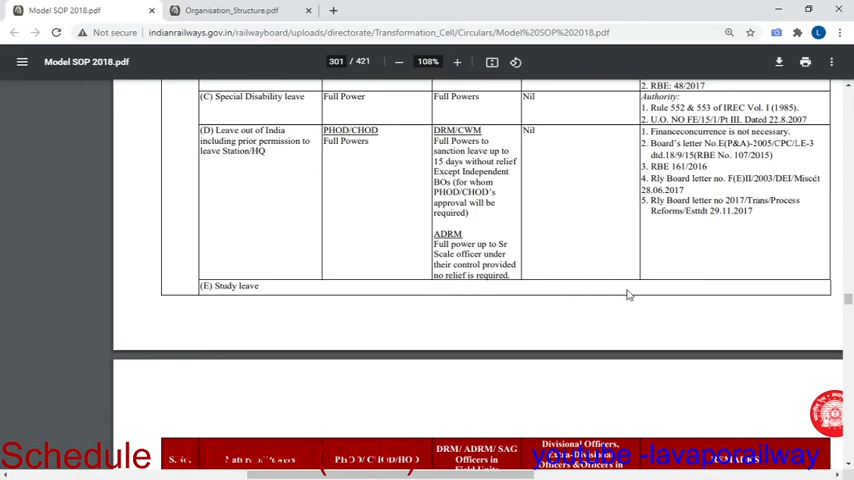 Model SOP 2018.pdf
Organisation_Structure.pdf
Not secure
indianrailways.gov.in/railwayboard/uploads/directorate/Transformation_Cell/Circulars/Model%20SOP%202018.pdf
L
Model SOP 2018.pdf
301 / 421
108%
2. RBE: 48/2017
(C) Special Disability leave
Full Power
Full Powers
Nil
Authority:
1. Rule 552 & 553 of IREC Vol. I (1985).
2. U.O. NO FE/15/1/Pt III. Dated 22.8.2007
(D) Leave out of India
including prior permission to
leave Station/HQ
PHOD/CHOD
Full Powers
DRM/CWM
Full Powers to
sanction leave up to
15 days without relief
Except Independent
BOs (for whom
PHOD/CHOD's
approval will be
required)
ADRM
Full power up to Sr
Scale officer under
their control provided
no relief is required.
Nil
1. Financeconcurrence is not necessary.
2. Board's letter No.E(P&A)-2005/CPC/LE-3
dtd.18/9/15(RBE No. 107/2015)
3. RBE 161/2016
4. Rly Board letter no. F(E)II/2003/DEI/Miscdt
28.06.2017
5. Rly Board letter no 2017/Trans/Process
Reforms/Esttdt 29.11.2017
(E) Study leave
DRM/ ADRM/ SAG
Officers in
Field Units
Divisional Officers,
Extra-Divisional
Officers &Officers in
REMARKS
Schedule
youtube -lavaporailway